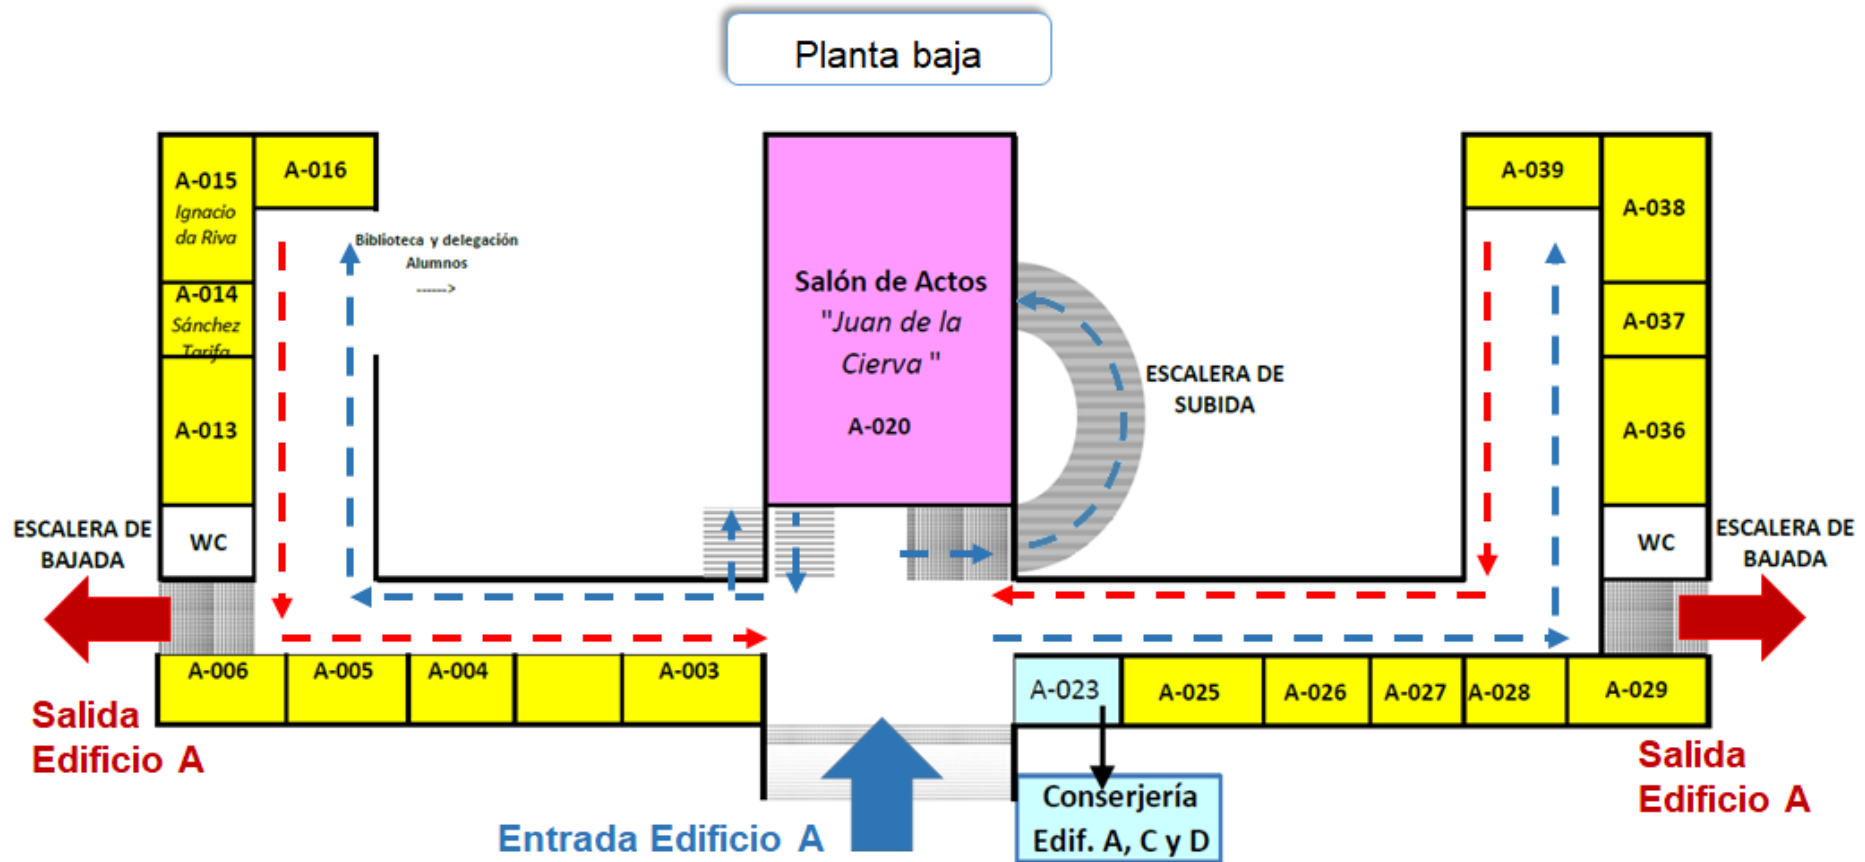 Planta baja
A-015
Ignacio
da Riva
A-016
A-014
Sánchez
Tarifa
A-013
WC
ESCALERA DE
BAJADA
Biblioteca y delegación
Alumnos
------>
Salón de Actos
"Juan de la
Cierva "
A-020
ESCALERA DE
SUBIDA
A-039
A-038
A-037
A-036
WC
ESCALERA DE
BAJADA
A-006
A-005
A-004
A-003
A-023
A-025
A-026
A-027
A-028
A-029
Salida
Edificio A
Entrada Edificio A
Conserjería
Edif. A, C y D
Salida
Edificio A